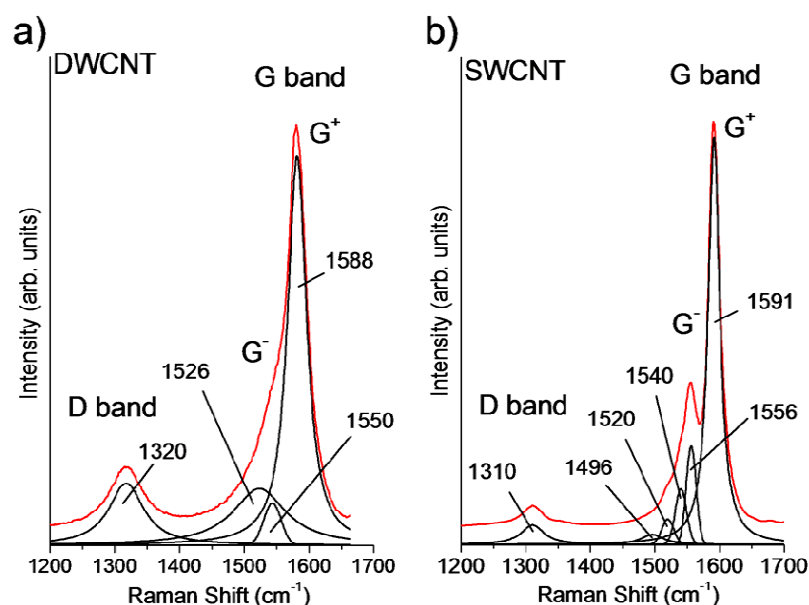 a)
DWCNT
G band
G⁺
1588
G⁻
1526
1550
D band
1320
Intensity (arb. units)
1200 1300 1400 1500 1600 1700
Raman Shift (cm⁻¹)
b)
SWCNT
G band
G⁺
1591
G⁻
1540
1520
1556
D band
1496
1310
Intensity (arb. units)
1200 1300 1400 1500 1600 1700
Raman Shift (cm⁻¹)